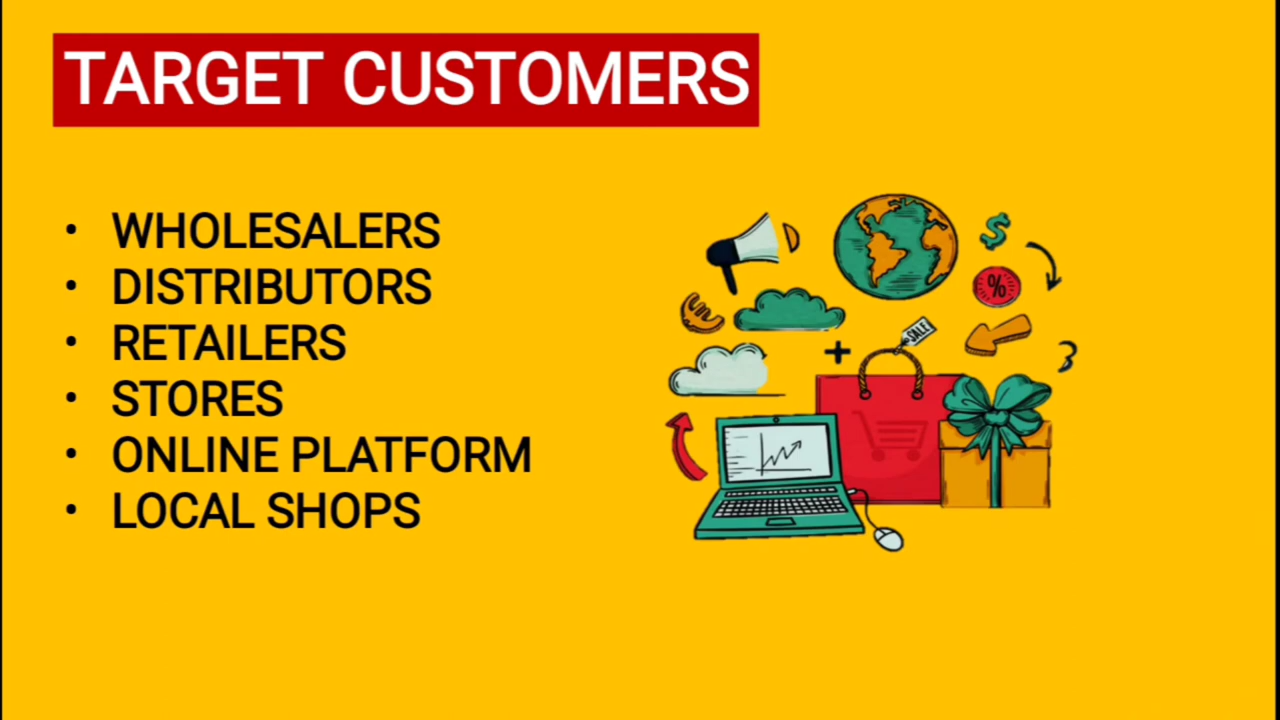 TARGET CUSTOMERS
• WHOLESALERS
• DISTRIBUTORS
• RETAILERS
• STORES
• ONLINE PLATFORM
• LOCAL SHOPS
$
%
SALE
+